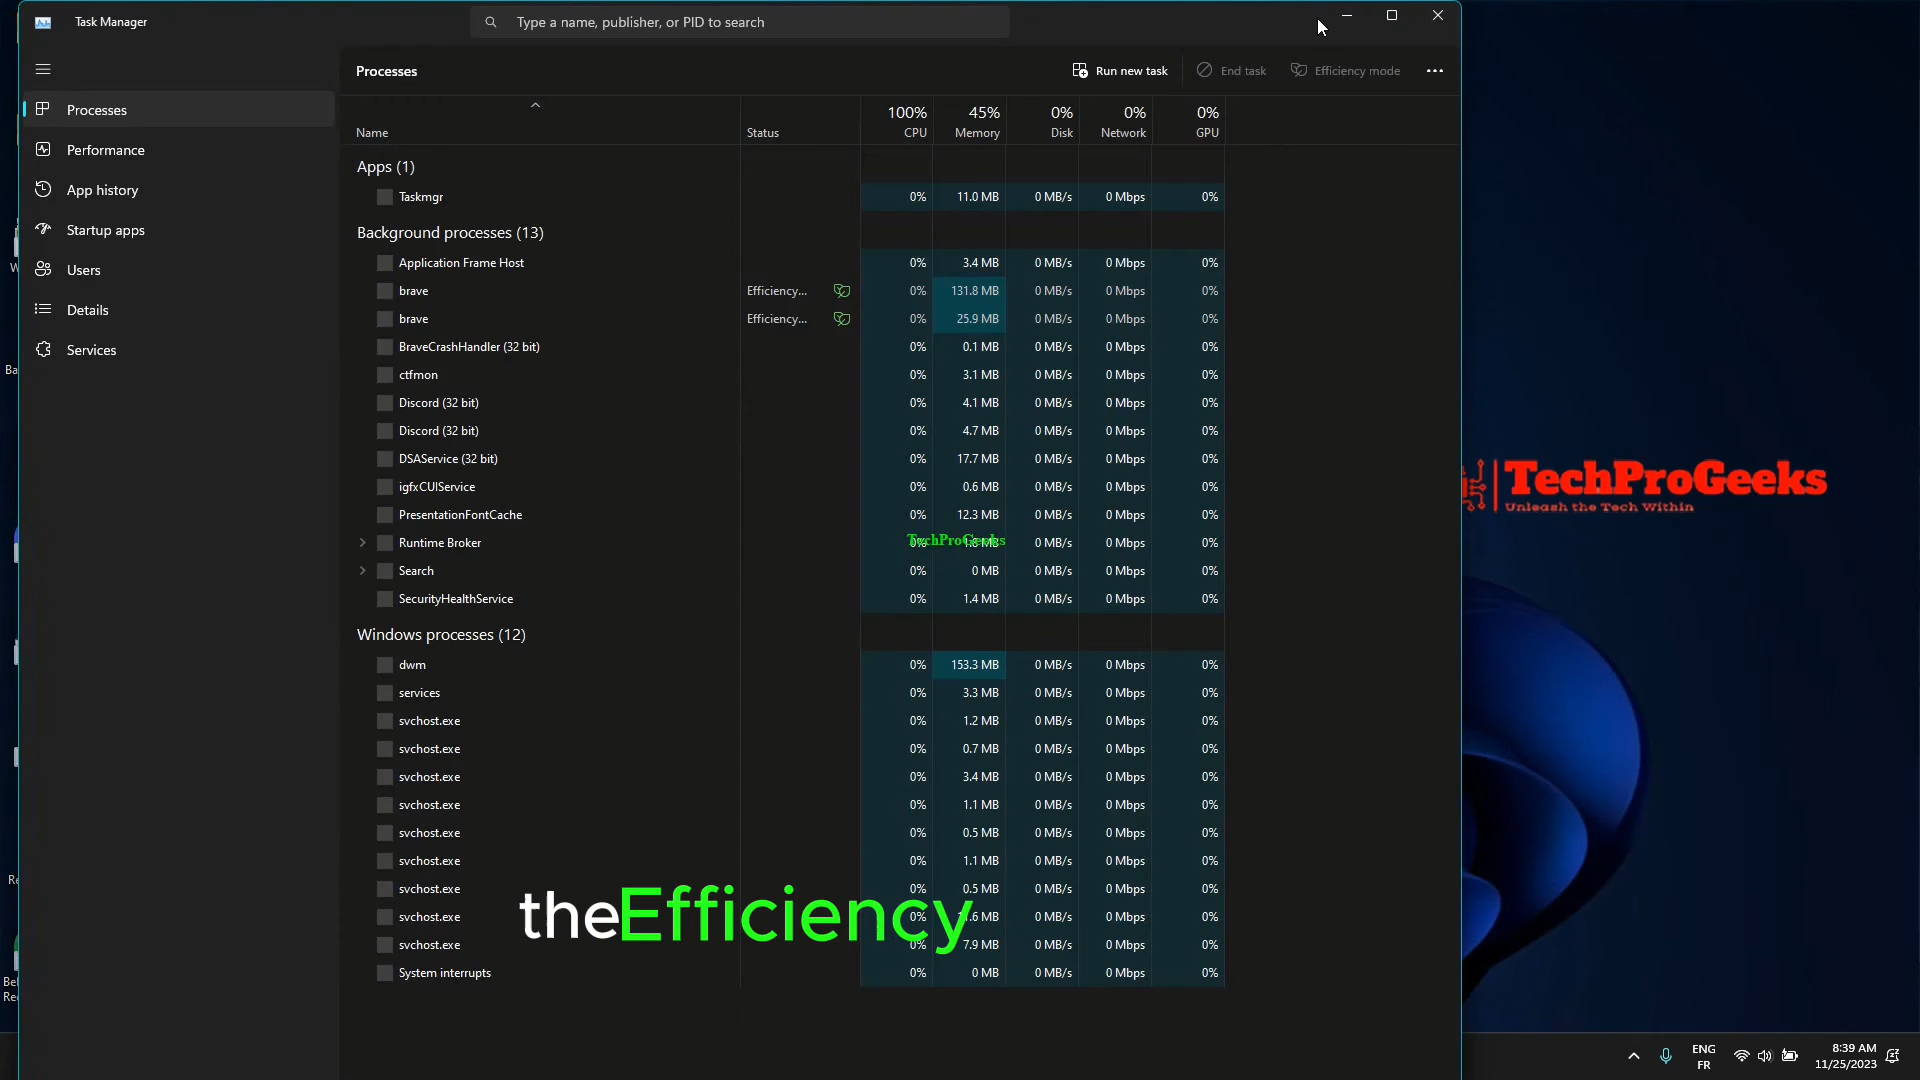 Task Manager
Type a name, publisher, or PID to search
Processes
Run new task
End task
Efficiency mode
Processes
Performance
App history
Startup apps
Users
Details
Services
100% 45% 0% 0% 0%
Name Status CPU Memory Disk Network GPU
Apps (1)
Taskmgr 0% 11.0 MB 0 MB/s 0 Mbps 0%
Background processes (13)
Application Frame Host 0% 3.4 MB 0 MB/s 0 Mbps 0%
brave Efficiency... 0% 131.8 MB 0 MB/s 0 Mbps 0%
brave Efficiency... 0% 25.9 MB 0 MB/s 0 Mbps 0%
BraveCrashHandler (32 bit) 0% 0.1 MB 0 MB/s 0 Mbps 0%
ctfmon 0% 3.1 MB 0 MB/s 0 Mbps 0%
Discord (32 bit) 0% 4.1 MB 0 MB/s 0 Mbps 0%
Discord (32 bit) 0% 4.7 MB 0 MB/s 0 Mbps 0%
DSAService (32 bit) 0% 17.7 MB 0 MB/s 0 Mbps 0%
igfxCUIService 0% 0.6 MB 0 MB/s 0 Mbps 0%
PresentationFontCache 0% 12.3 MB 0 MB/s 0 Mbps 0%
Runtime Broker 0 MB/s 0 Mbps 0%
TechProGeeks
Search 0% 0 MB 0 MB/s 0 Mbps 0%
SecurityHealthService 0% 1.4 MB 0 MB/s 0 Mbps 0%
Windows processes (12)
dwm 0% 153.3 MB 0 MB/s 0 Mbps 0%
services 0% 3.3 MB 0 MB/s 0 Mbps 0%
svchost.exe 0% 1.2 MB 0 MB/s 0 Mbps 0%
svchost.exe 0% 0.7 MB 0 MB/s 0 Mbps 0%
svchost.exe 0% 3.4 MB 0 MB/s 0 Mbps 0%
svchost.exe 0% 1.1 MB 0 MB/s 0 Mbps 0%
svchost.exe 0% 0.5 MB 0 MB/s 0 Mbps 0%
svchost.exe 0% 1.1 MB 0 MB/s 0 Mbps 0%
svchost.exe 0% 0.5 MB 0 MB/s 0 Mbps 0%
svchost.exe 0 MB/s 0 Mbps 0%
svchost.exe 0% 7.9 MB 0 MB/s 0 Mbps 0%
System interrupts 0% 0 MB 0 MB/s 0 Mbps 0%
the Efficiency
TechProGeeks
Unleash the Tech Within
ENG
FR
8:39 AM
11/25/2023